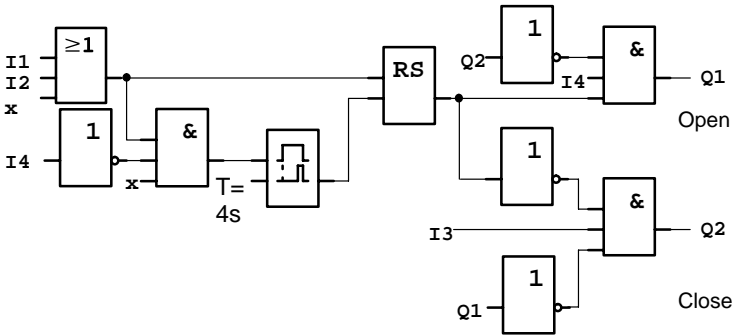 ≥1
I1
I2
x
1
I4
&
x
T=
4s
RS
1
Q2
I4
&
Q1
Open
1
I3
&
Q2
1
Q1
Close